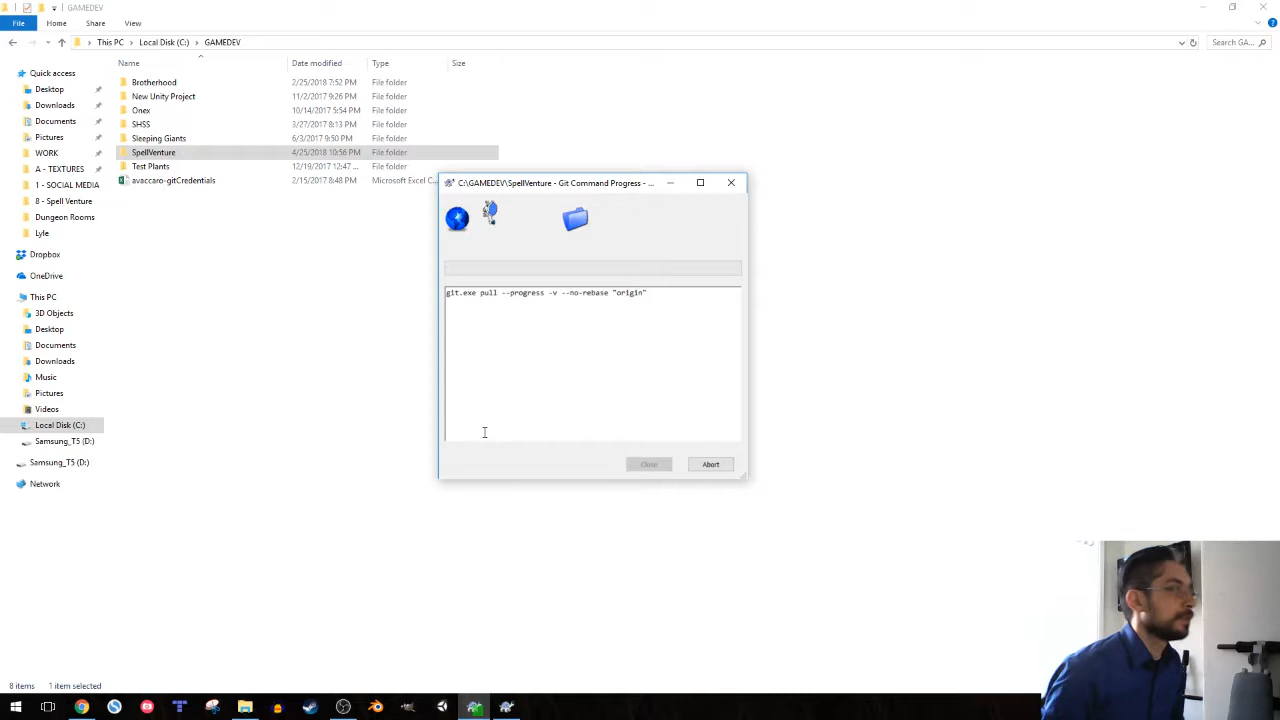 GAMEDEV
File
Home
Share
View
This PC
Local Disk (C:)
GAMEDEV
Search GA...
Name
Date modified
Type
Size
Quick access
Desktop
Downloads
Documents
Pictures
WORK
A - TEXTURES
1 - SOCIAL MEDIA
8 - Spell Venture
Dungeon Rooms
Lyle
Dropbox
OneDrive
This PC
3D Objects
Desktop
Documents
Downloads
Music
Pictures
Videos
Local Disk (C:)
Samsung_T5 (D:)
Samsung_T5 (D:)
Network
Brotherhood 2/25/2018 7:52 PM File folder
New Unity Project 11/2/2017 9:26 PM File folder
Onex 10/14/2017 5:54 PM File folder
SHSS 3/27/2017 8:13 PM File folder
Sleeping Giants 6/3/2017 9:50 PM File folder
SpellVenture 4/25/2018 10:56 PM File folder
Test Plants 12/19/2017 12:47 ... File folder
avaccaro-gitCredentials 2/15/2017 8:48 PM Microsoft Excel C...
C:\GAMEDEV\SpellVenture - Git Command Progress - ...
git.exe pull --progress -v --no-rebase "origin"
Close
Abort
8 items
1 item selected